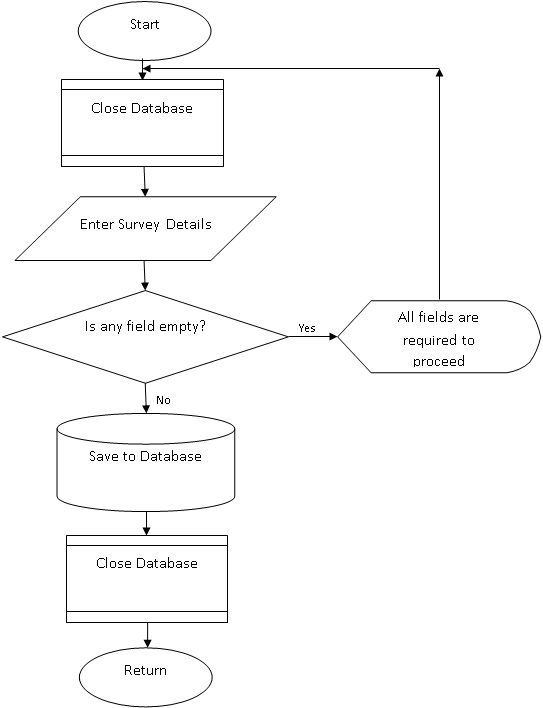 Start
Close Database
Enter Survey Details
Is any field empty?
Yes
All fields are
required to
proceed
No
Save to Database
Close Database
Return